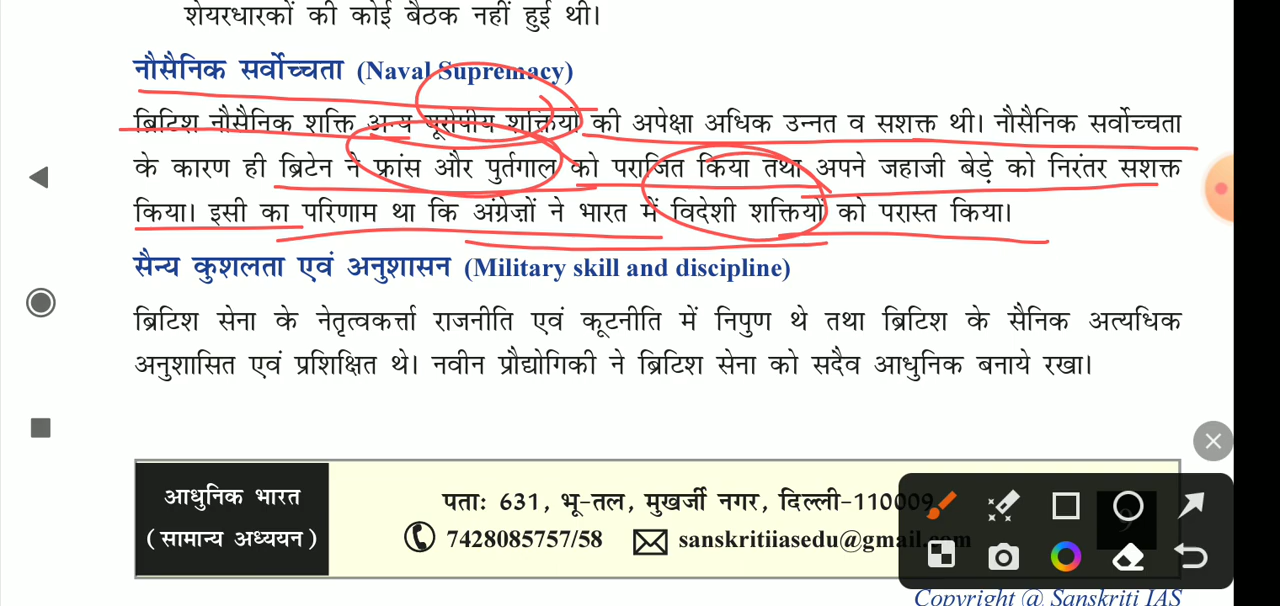 शेयरधारकों की कोई बैठक नहीं हुई थी।
नौसैनिक सर्वोच्चता (Naval Supremacy)
ब्रिटिश नौसैनिक शक्ति अन्य यूरोपीय शक्तियों की अपेक्षा अधिक उन्नत व सशक्त थी। नौसैनिक सर्वोच्चता
के कारण ही ब्रिटेन ने फ्रांस और पुर्तगाल को पराजित किया तथा अपने जहाजी बेड़े को निरंतर सशक्त
किया। इसी का परिणाम था कि अंग्रेज़ों ने भारत में विदेशी शक्तियों को परास्त किया।
सैन्य कुशलता एवं अनुशासन (Military skill and discipline)
ब्रिटिश सेना के नेतृत्वकर्त्ता राजनीति एवं कूटनीति में निपुण थे तथा ब्रिटिश के सैनिक अत्यधिक
अनुशासित एवं प्रशिक्षित थे। नवीन प्रौद्योगिकी ने ब्रिटिश सेना को सदैव आधुनिक बनाये रखा।
आधुनिक भारत
(सामान्य अध्ययन)
पताः 631, भू-तल, मुखर्जी नगर, दिल्ली-110009
7428085757/58 sanskritiiasedu@gmail.com
Copyright @ Sanskriti IAS